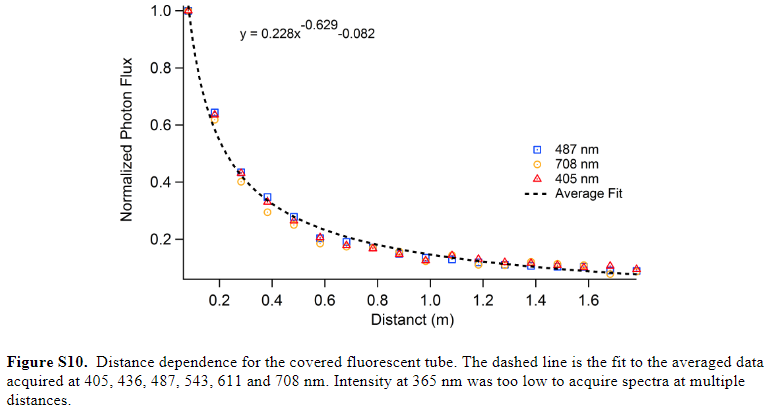 y = 0.228x^-0.629 -0.082
1.0
0.8
0.6
0.4
0.2
Normalized Photon Flux
487 nm
708 nm
405 nm
Average Fit
0.2 0.4 0.6 0.8 1.0 1.2 1.4 1.6
Distanct (m)
Figure S10. Distance dependence for the covered fluorescent tube. The dashed line is the fit to the averaged data
acquired at 405, 436, 487, 543, 611 and 708 nm. Intensity at 365 nm was too low to acquire spectra at multiple
distances.